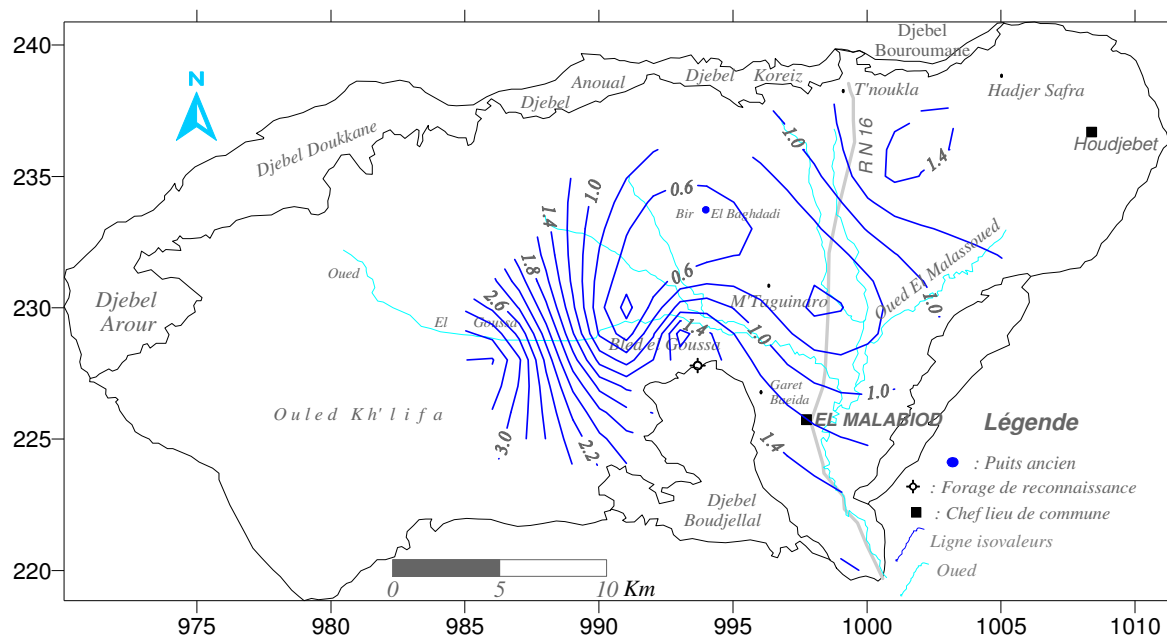 240
235
230
225
220
975
980
985
990
995
1000
1005
1010
N
Djebel
Bouroumane
Djebel Koreiz
Anoual
Djebel
Djebel Doukkane
T'noukla
Hadjer Safra
Houdjebet
R N 16
1.0
1.4
0.6
1.0
1.4
1.8
2.6
Bir El Baghdadi
0.6
M'Taguinaro
Oued El Malassoued
1.0
Oued
El Goussa
Djebel
Arour
1.4
Bled el Goussa
1.0
1.0
Garet
Baeida
EL MALABIOD
1.4
Ouled Kh'lifa
3.0
2.2
Djebel
Boudjellal
Légende
: Puits ancien
: Forage de reconnaissance
: Chef lieu de commune
Ligne isovaleurs
Oued
0 5 10 Km